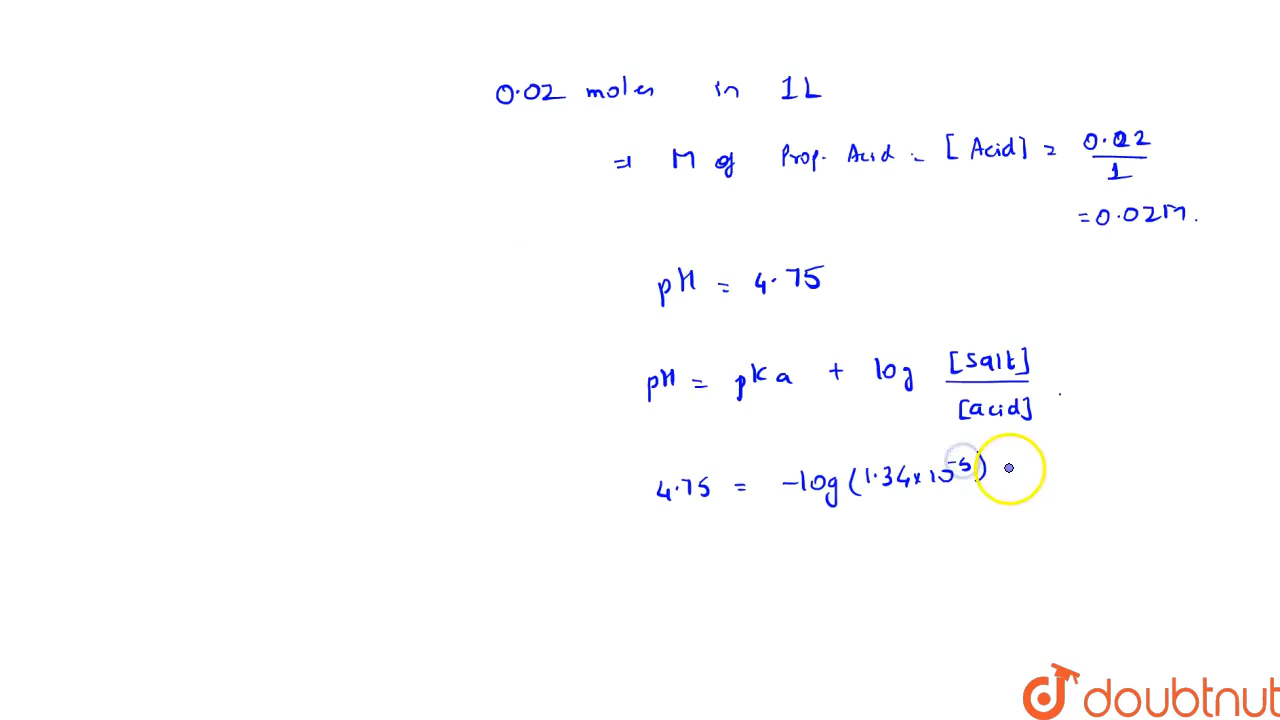 0.02 moles in 1L
⇒ M of Prop. Acid = [Acid] = 0.02/1
= 0.02M.
pH = 4.75
pH = pKa + log [Salt]/[acid]
4.75 = -log(1.34×10⁻⁵)
doubtnut